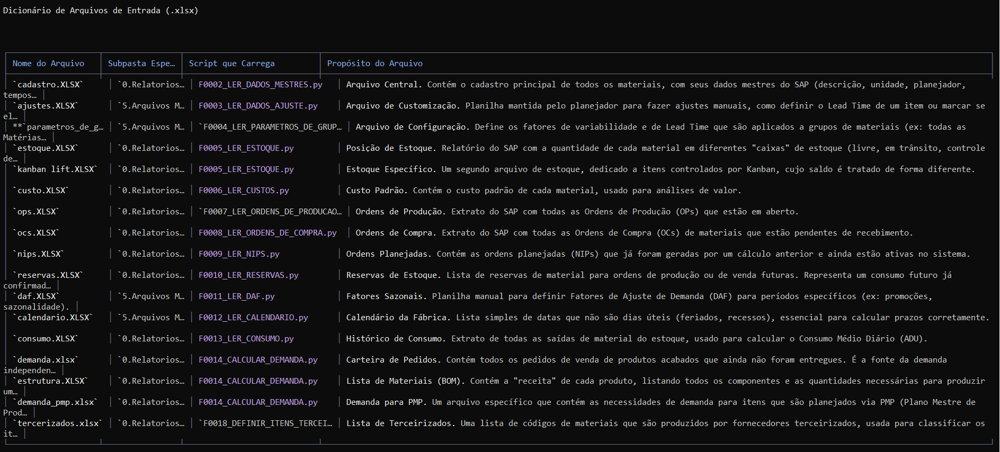 Dicionário de Arquivos de Entrada (.xlsx)
Nome do Arquivo │ Subpasta Espe… │ Script que Carrega │ Propósito do Arquivo
│ `cadastro.XLSX` │ `0.Relatorios… │ F0002_LER_DADOS_MESTRES.py │ Arquivo Central. Contém o cadastro principal de todos os materiais, com seus dados mestres do SAP (descrição, unidade, planejador,
tempos… │
│ `ajustes.XLSX` │ `5.Arquivos M… │ F0003_LER_DADOS_AJUSTE.py │ Arquivo de Customização. Planilha mantida pelo planejador para fazer ajustes manuais, como definir o Lead Time de um item ou marcar se
el… │
│ **`parametros_de_g… │ `5.Arquivos M… │ `F0004_LER_PARAMETROS_DE_GRUP… │ Arquivo de Configuração. Define os fatores de variabilidade e de Lead Time que são aplicados a grupos de materiais (ex: todas as
Matérias… │
│ `estoque.XLSX` │ `0.Relatorios… │ F0005_LER_ESTOQUE.py │ Posição de Estoque. Relatório do SAP com a quantidade de cada material em diferentes "caixas" de estoque (livre, em trânsito, controle
de… │
│ `kanban lift.XLSX` │ `0.Relatorios… │ F0005_LER_ESTOQUE.py │ Estoque Específico. Um segundo arquivo de estoque, dedicado a itens controlados por Kanban, cujo saldo é tratado de forma diferente.
│ `custo.XLSX` │ `0.Relatorios… │ F0006_LER_CUSTOS.py │ Custo Padrão. Contém o custo padrão de cada material, usado para análises de valor.
│ `ops.XLSX` │ `0.Relatorios… │ `F0007_LER_ORDENS_DE_PRODUCAO… │ Ordens de Produção. Extrato do SAP com todas as Ordens de Produção (OPs) que estão em aberto.
│ `ocs.XLSX` │ `0.Relatorios… │ F0008_LER_ORDENS_DE_COMPRA.py │ Ordens de Compra. Extrato do SAP com todas as Ordens de Compra (OCs) de materiais que estão pendentes de recebimento.
│ `nips.XLSX` │ `0.Relatorios… │ F0009_LER_NIPS.py │ Ordens Planejadas. Contém as ordens planejadas (NIPs) que já foram geradas por um cálculo anterior e ainda estão ativas no sistema.
│ `reservas.XLSX` │ `0.Relatorios… │ F0010_LER_RESERVAS.py │ Reservas de Estoque. Lista de reservas de material para ordens de produção ou de venda futuras. Representa um consumo futuro já
confirmad… │
│ `daf.XLSX` │ `5.Arquivos M… │ F0011_LER_DAF.py │ Fatores Sazonais. Planilha manual para definir Fatores de Ajuste de Demanda (DAF) para períodos específicos (ex: promoções,
sazonalidade). │
│ `calendario.XLSX` │ `5.Arquivos M… │ F0012_LER_CALENDARIO.py │ Calendário da Fábrica. Lista simples de datas que não são dias úteis (feriados, recessos), essencial para calcular prazos corretamente.
│ `consumo.XLSX` │ `0.Relatorios… │ F0013_LER_CONSUMO.py │ Histórico de Consumo. Extrato de todas as saídas de material do estoque, usado para calcular o Consumo Médio Diário (ADU).
│ `demanda.xlsx` │ `0.Relatorios… │ F0014_CALCULAR_DEMANDA.py │ Carteira de Pedidos. Contém todos os pedidos de venda de produtos acabados que ainda não foram entregues. É a fonte da demanda
independen… │
│ `estrutura.XLSX` │ `0.Relatorios… │ F0014_CALCULAR_DEMANDA.py │ Lista de Materiais (BOM). Contém a "receita" de cada produto, listando todos os componentes e as quantidades necessárias para produzir
um… │
│ `demanda_pmp.xlsx` │ `0.Relatorios… │ F0014_CALCULAR_DEMANDA.py │ Demanda para PMP. Um arquivo específico que contém as necessidades de demanda para itens que são planejados via PMP (Plano Mestre de
Prod… │
│ `tercerizados.xlsx` │ `0.Relatorios… │ `F0018_DEFINIR_ITENS_TERCEI… │ Lista de Terceirizados. Uma lista de códigos de materiais que são produzidos por fornecedores terceirizados, usada para classificar os
it… │